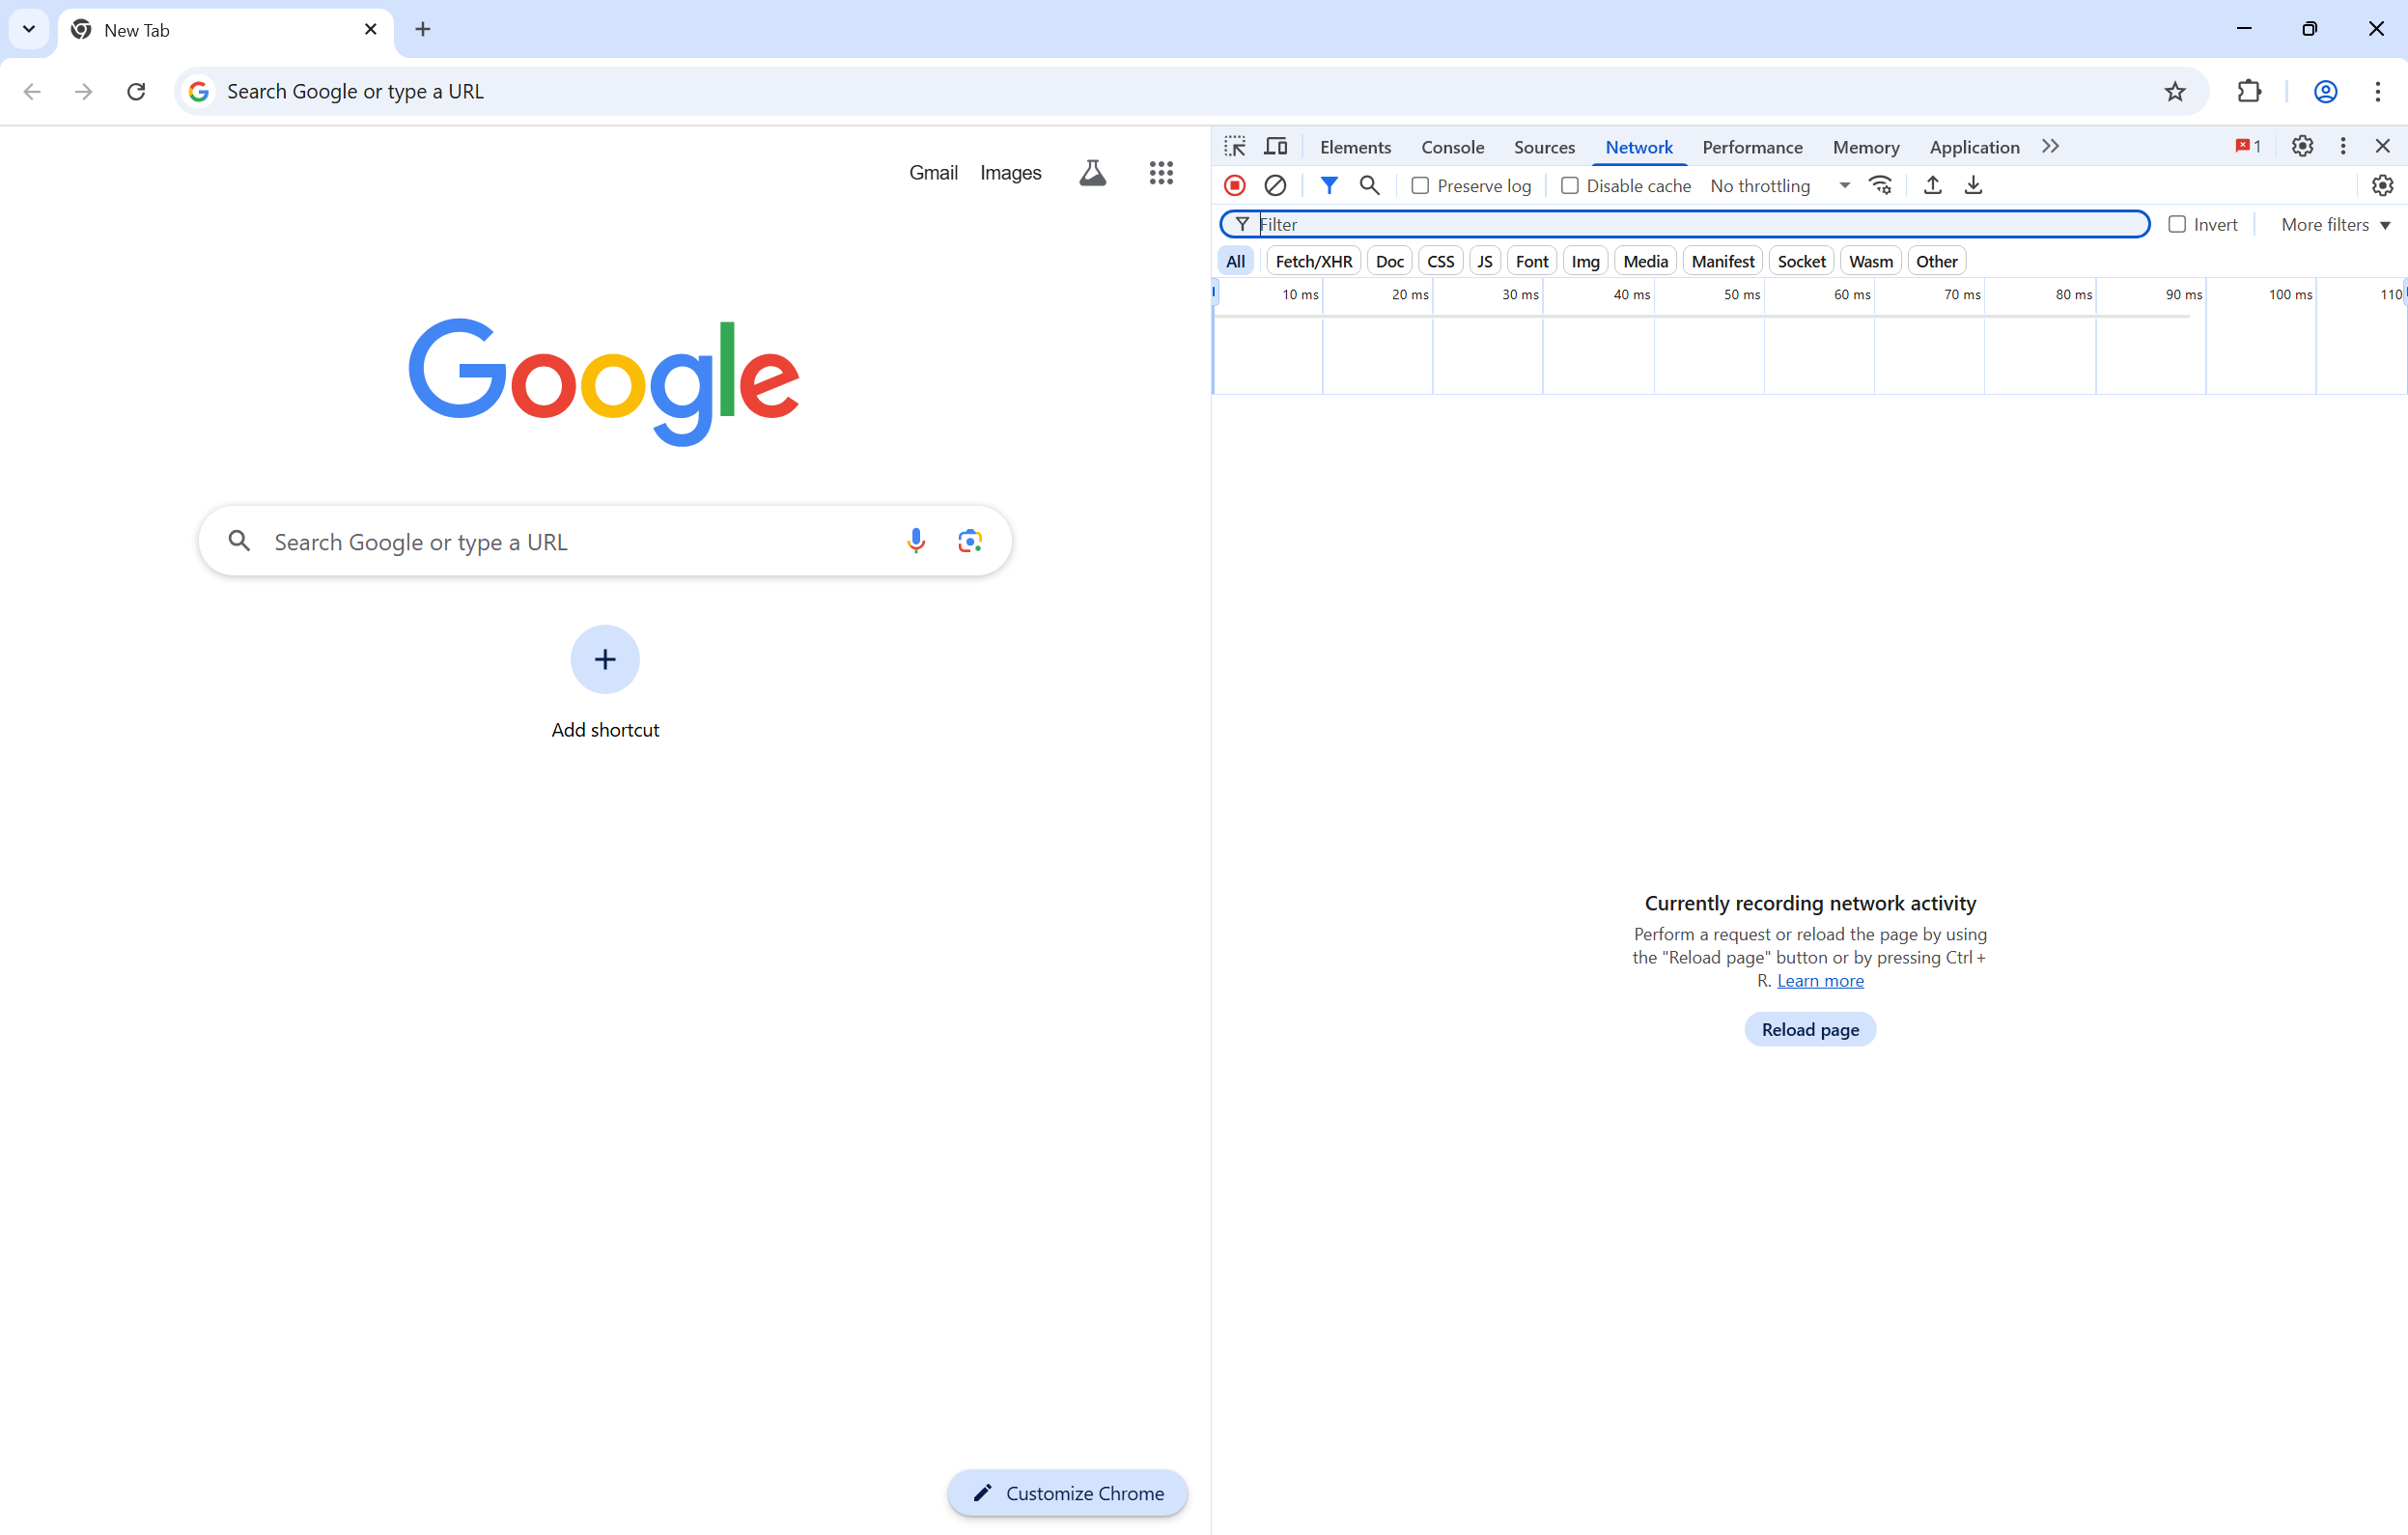 New Tab
Search Google or type a URL
Gmail Images
Google
Search Google or type a URL
Add shortcut
Customize Chrome
Elements Console Sources Network Performance Memory Application 1
Preserve log Disable cache No throttling
Filter Invert More filters
All Fetch/XHR Doc CSS JS Font Img Media Manifest Socket Wasm Other
10 ms 20 ms 30 ms 40 ms 50 ms 60 ms 70 ms 80 ms 90 ms 100 ms 110
Currently recording network activity
Perform a request or reload the page by using
the "Reload page" button or by pressing Ctrl +
R. Learn more
Reload page